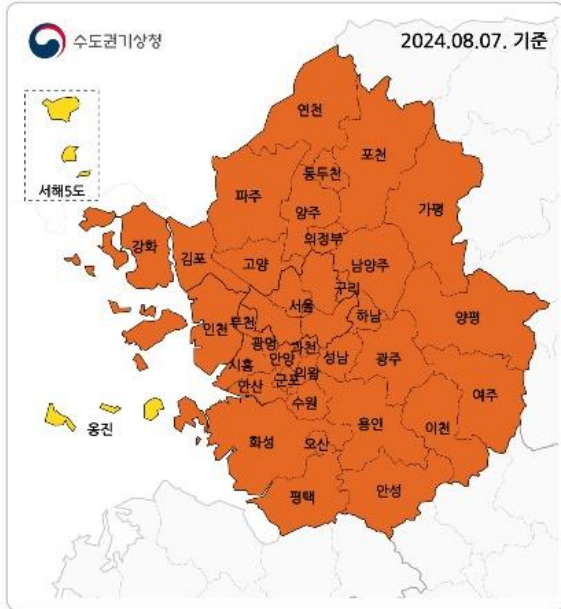 수도권기상청
2024.08.07. 기준
서해5도
연천
포천
동두천
파주
양주
가평
의정부
강화
김포
고양
남양주
구리
서울
하남
양평
인천
부천
광명
과천
안양
성남
광주
시흥
의왕
군포
안산
여주
수원
용인
이천
옹진
화성
오산
평택
안성